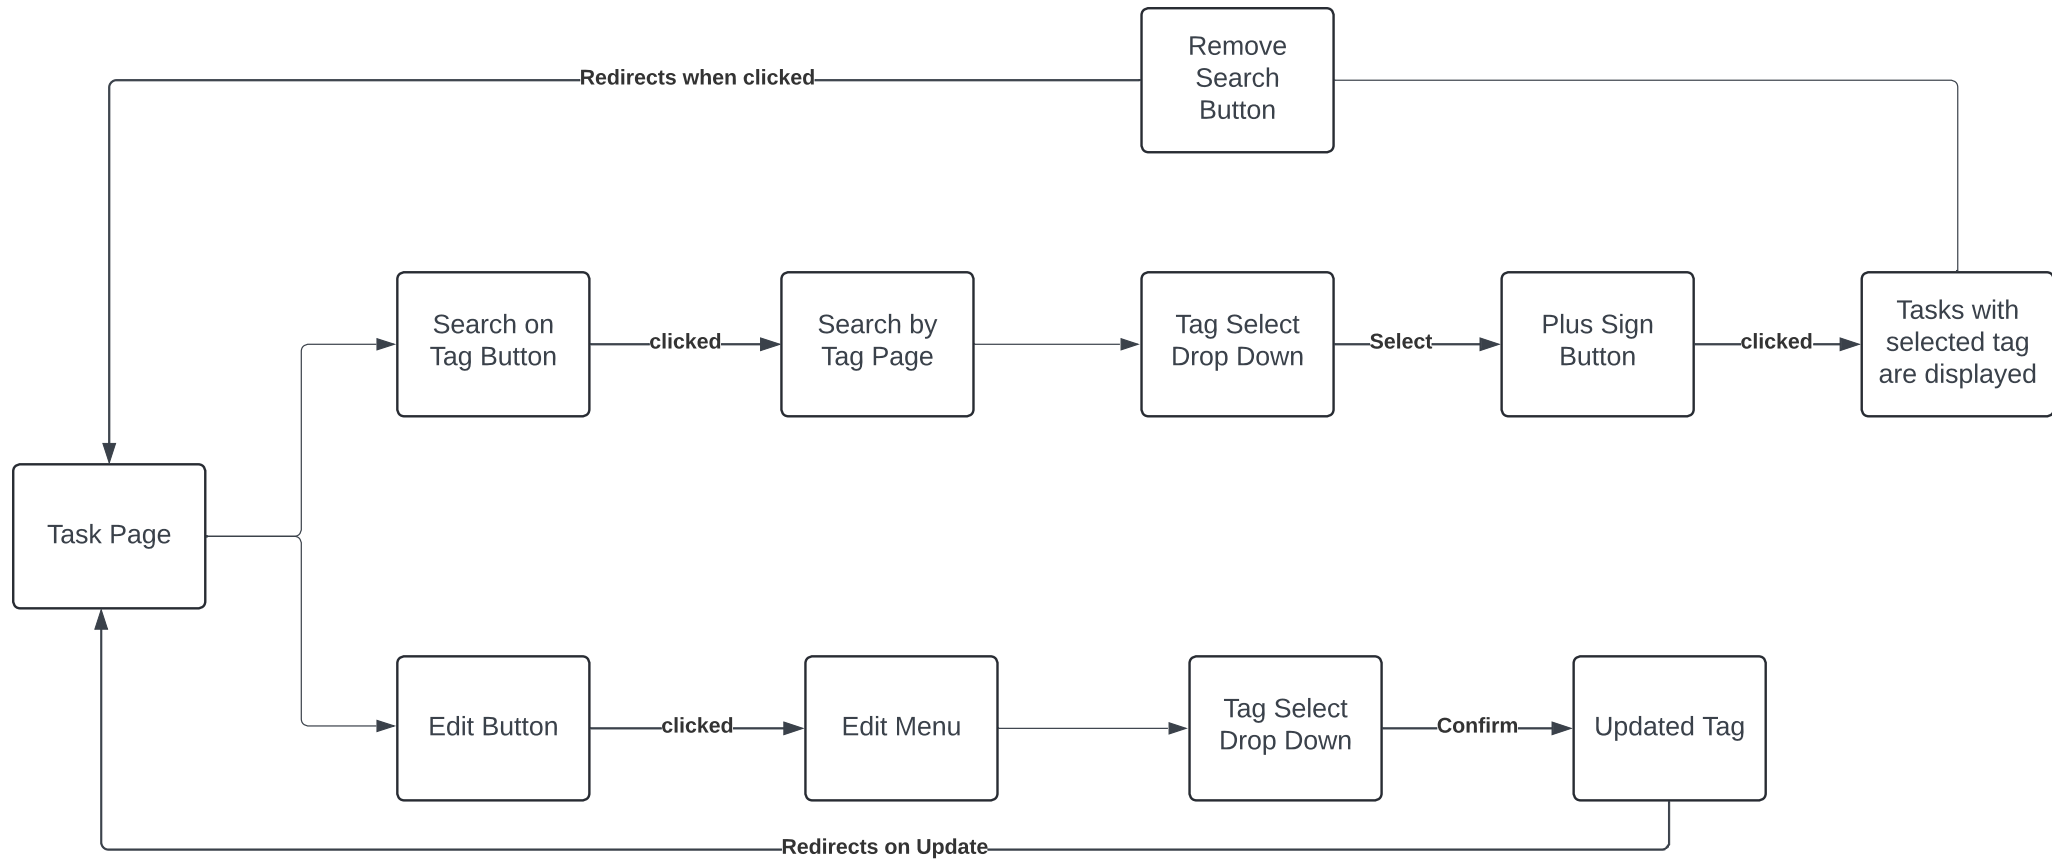 Remove
Search
Button
Redirects when clicked
Search on
Tag Button
clicked
Search by
Tag Page
Tag Select
Drop Down
Select
Plus Sign
Button
clicked
Tasks with
selected tag
are displayed
Task Page
Edit Button
clicked
Edit Menu
Tag Select
Drop Down
Confirm
Updated Tag
Redirects on Update